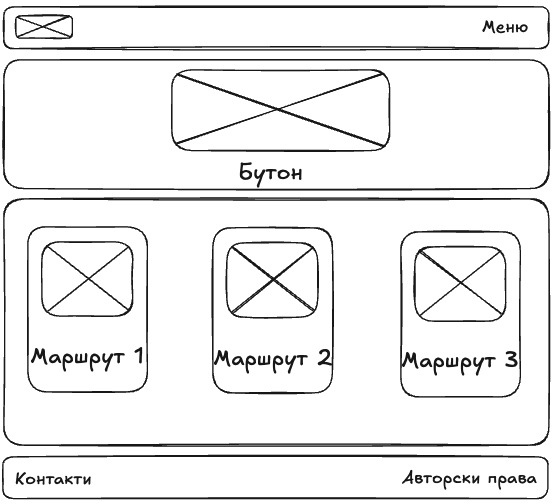 Меню
Бутон
Маршрут 1
Маршрут 2
Маршрут 3
Контакти
Авторски права